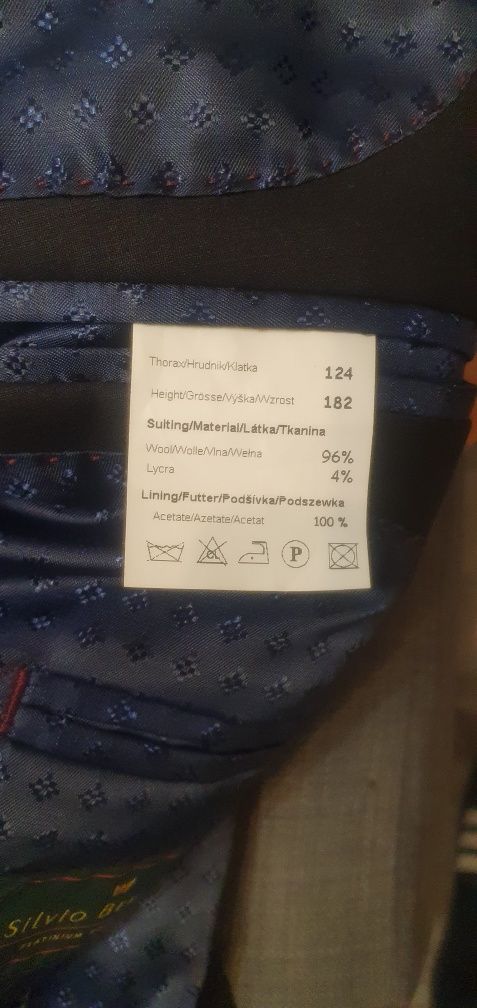 Thorax/Hrudník/Klatka 124
Height/Grösse/Výška/Wzrost 182
Suiting/Material/Látka/Tkanina
Wool/Wolle/Vlna/Wełna 96%
Lycra 4%
Lining/Futter/Podšívka/Podszewka
Acetate/Azetate/Acetat 100 %
CL P
Silvio
PLATINIUM